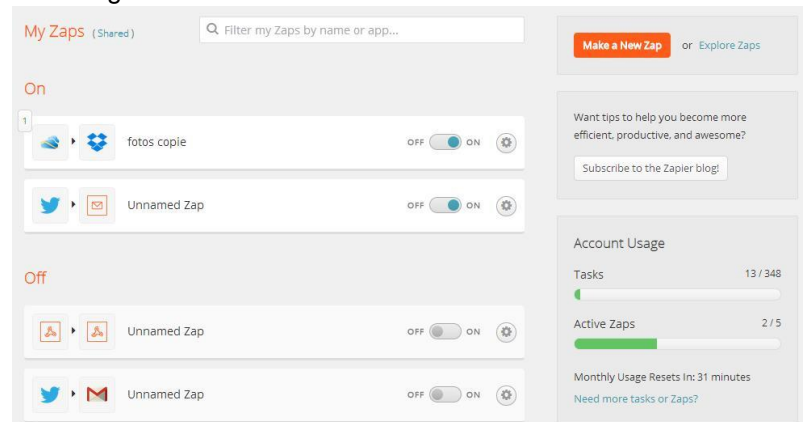 My Zaps (Shared)
Filter my Zaps by name or app...
On
1
fotos copie
OFF ON
Unnamed Zap
OFF ON
Off
Unnamed Zap
OFF ON
Unnamed Zap
OFF ON
Make a New Zap or Explore Zaps
Want tips to help you become more
efficient, productive, and awesome?
Subscribe to the Zapier blog!
Account Usage
Tasks 13 / 348
Active Zaps 2 / 5
Monthly Usage Resets In: 31 minutes
Need more tasks or Zaps?